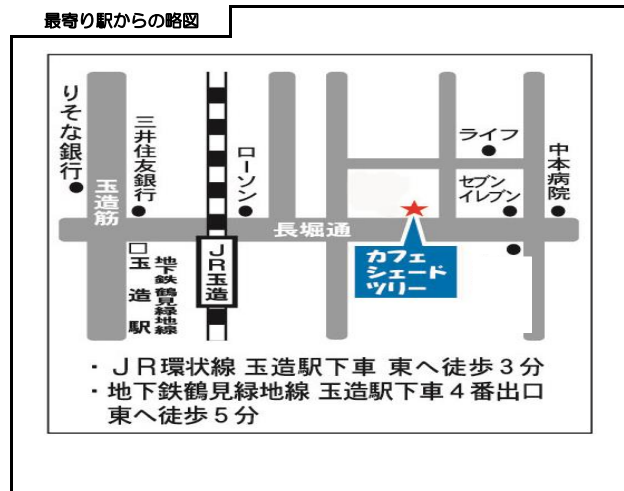 最寄り駅からの略図
りそな銀行
玉造筋
三井住友銀行
ローソン
ライフ
セブン
イレブン
中本病院
長堀通
JR玉造
地下鉄 鶴見緑地線
玉造駅
カフェ
シェード
ツリー
・ＪＲ環状線 玉造駅下車 東へ徒歩３分
・地下鉄鶴見緑地線 玉造駅下車４番出口
東へ徒歩５分